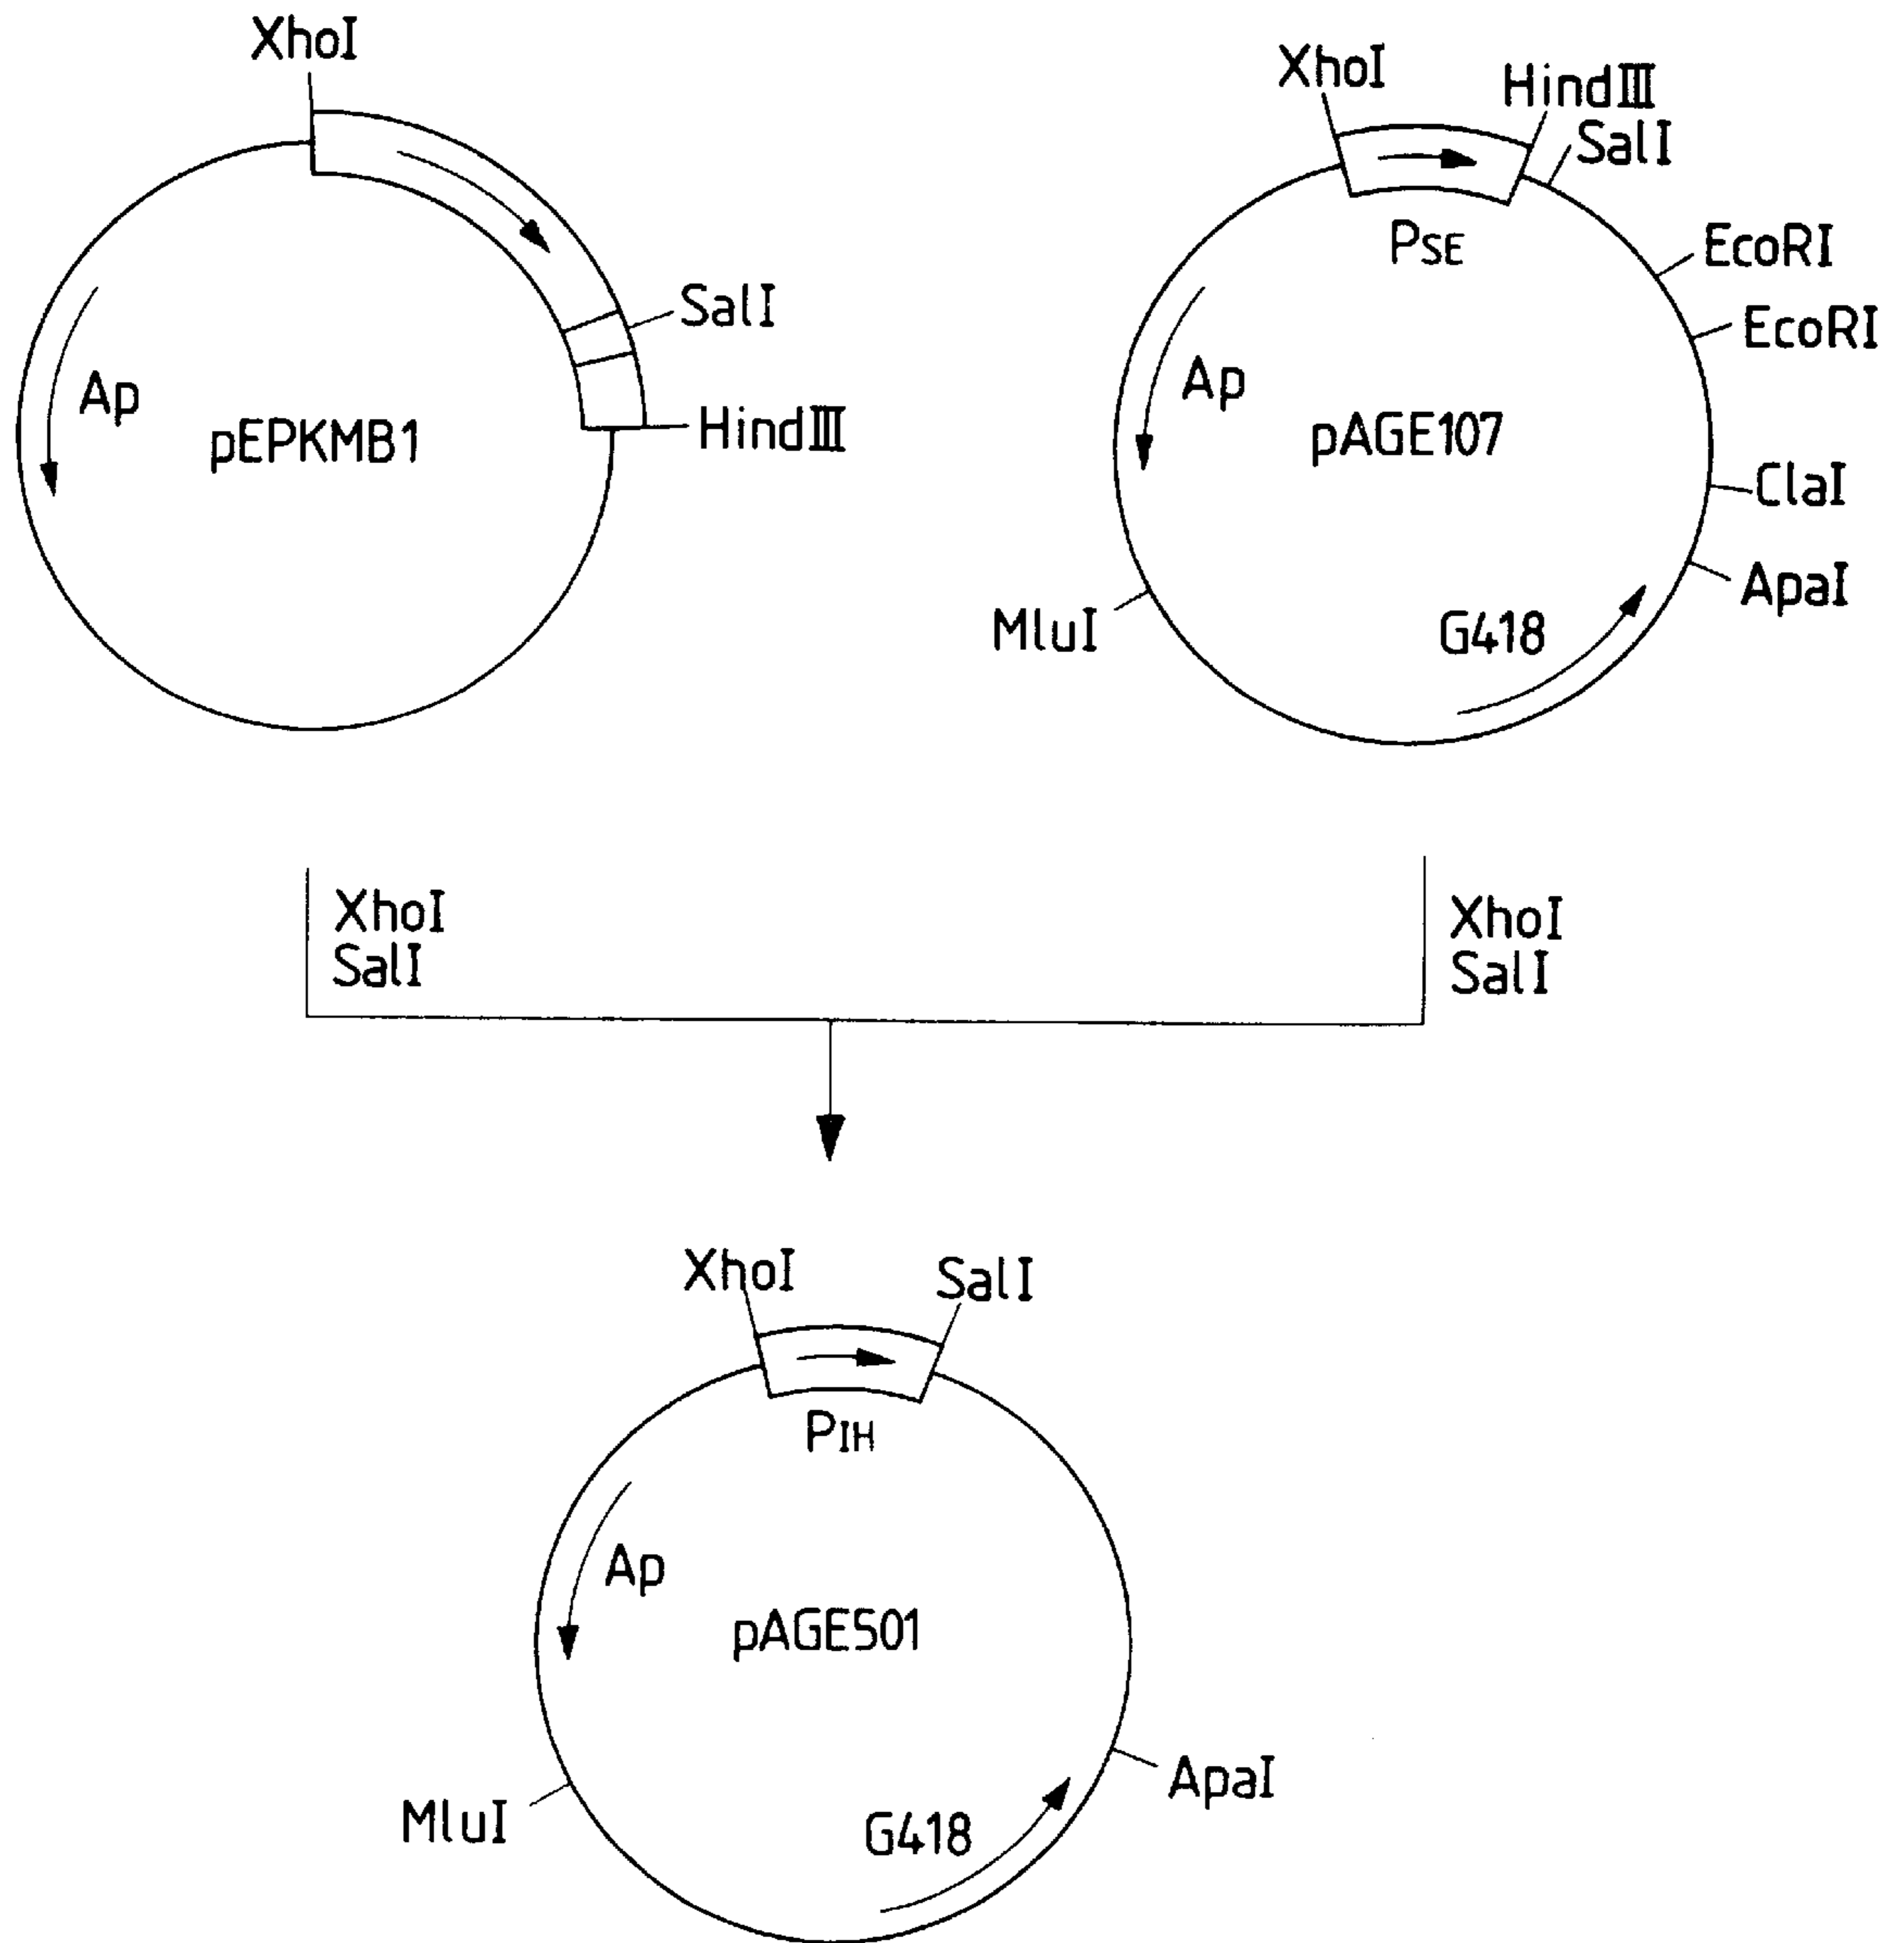 XhoI
SalI
HindIII
Ap
pEPKMB1
XhoI
HindIII
SalI
PSE
EcoRI
EcoRI
Ap
pAGE107
ClaI
ApaI
MluI
G418
XhoI
SalI
XhoI
SalI
XhoI
SalI
PIH
Ap
pAGE501
ApaI
MluI
G418